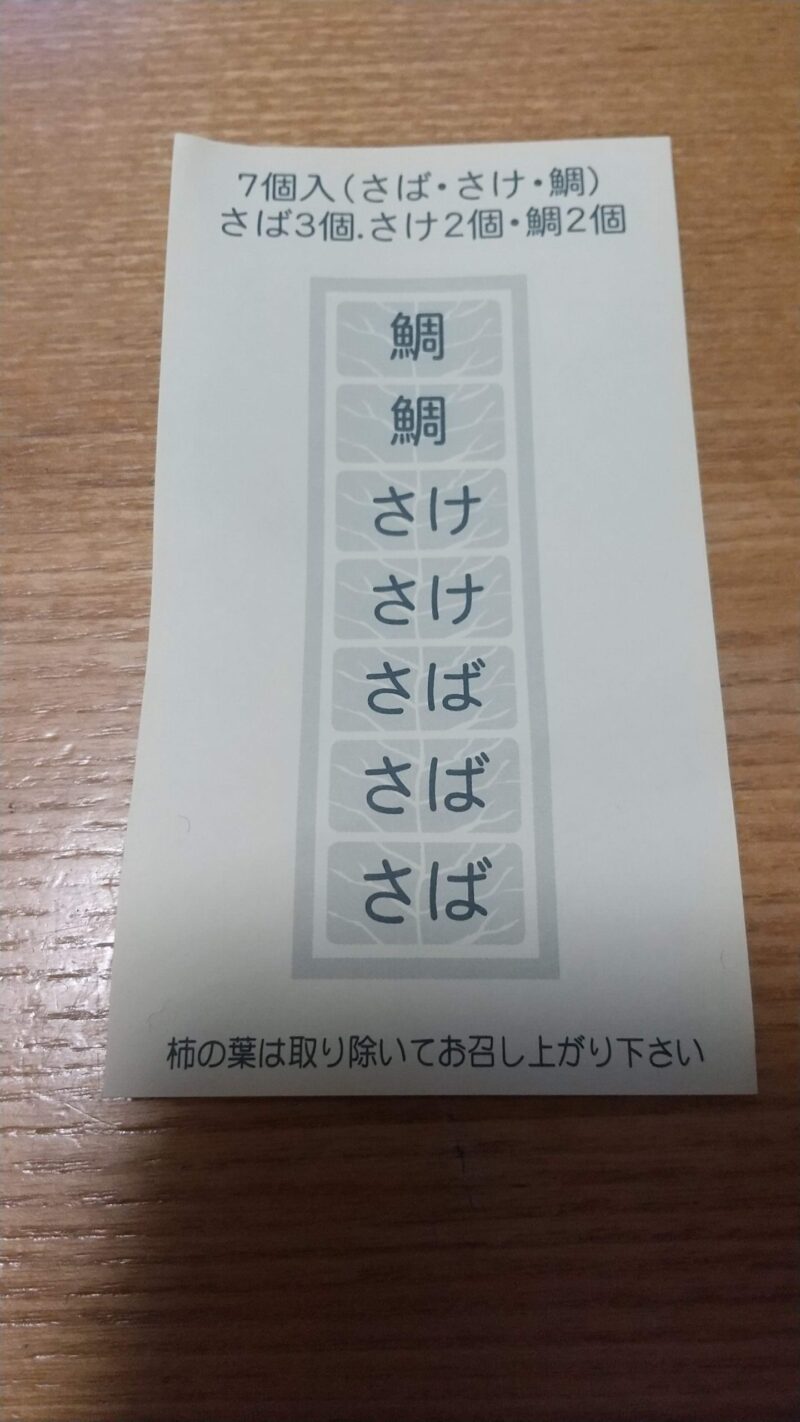 7個入(さば・さけ・鯛)
さば3個.さけ2個・鯛2個
鯛
鯛
さけ
さけ
さば
さば
さば
柿の葉は取り除いてお召し上がり下さい